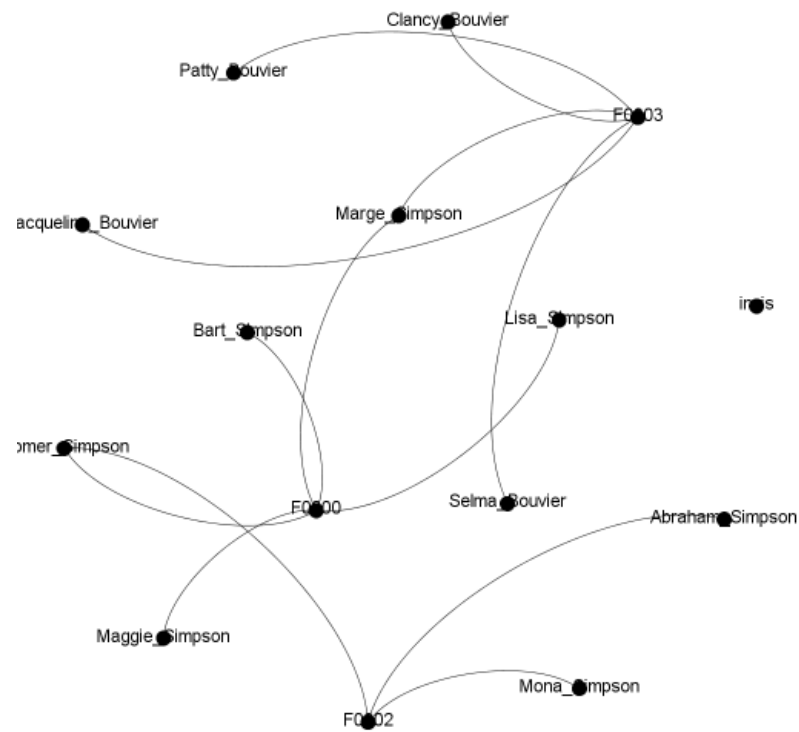 Clancy_Bouvier
Patty_Bouvier
F0003
Marge_Simpson
acqueline_Bouvier
Lisa_Simpson
Bart_Simpson
omer_Simpson
Selma_Bouvier
F0000
Abraham_Simpson
Maggie_Simpson
Mona_Simpson
F0002